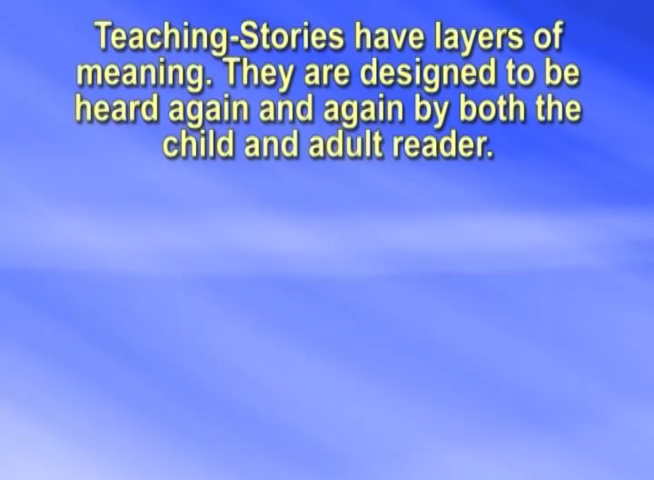 Teaching-Stories have layers of
meaning. They are designed to be
heard again and again by both the
child and adult reader.